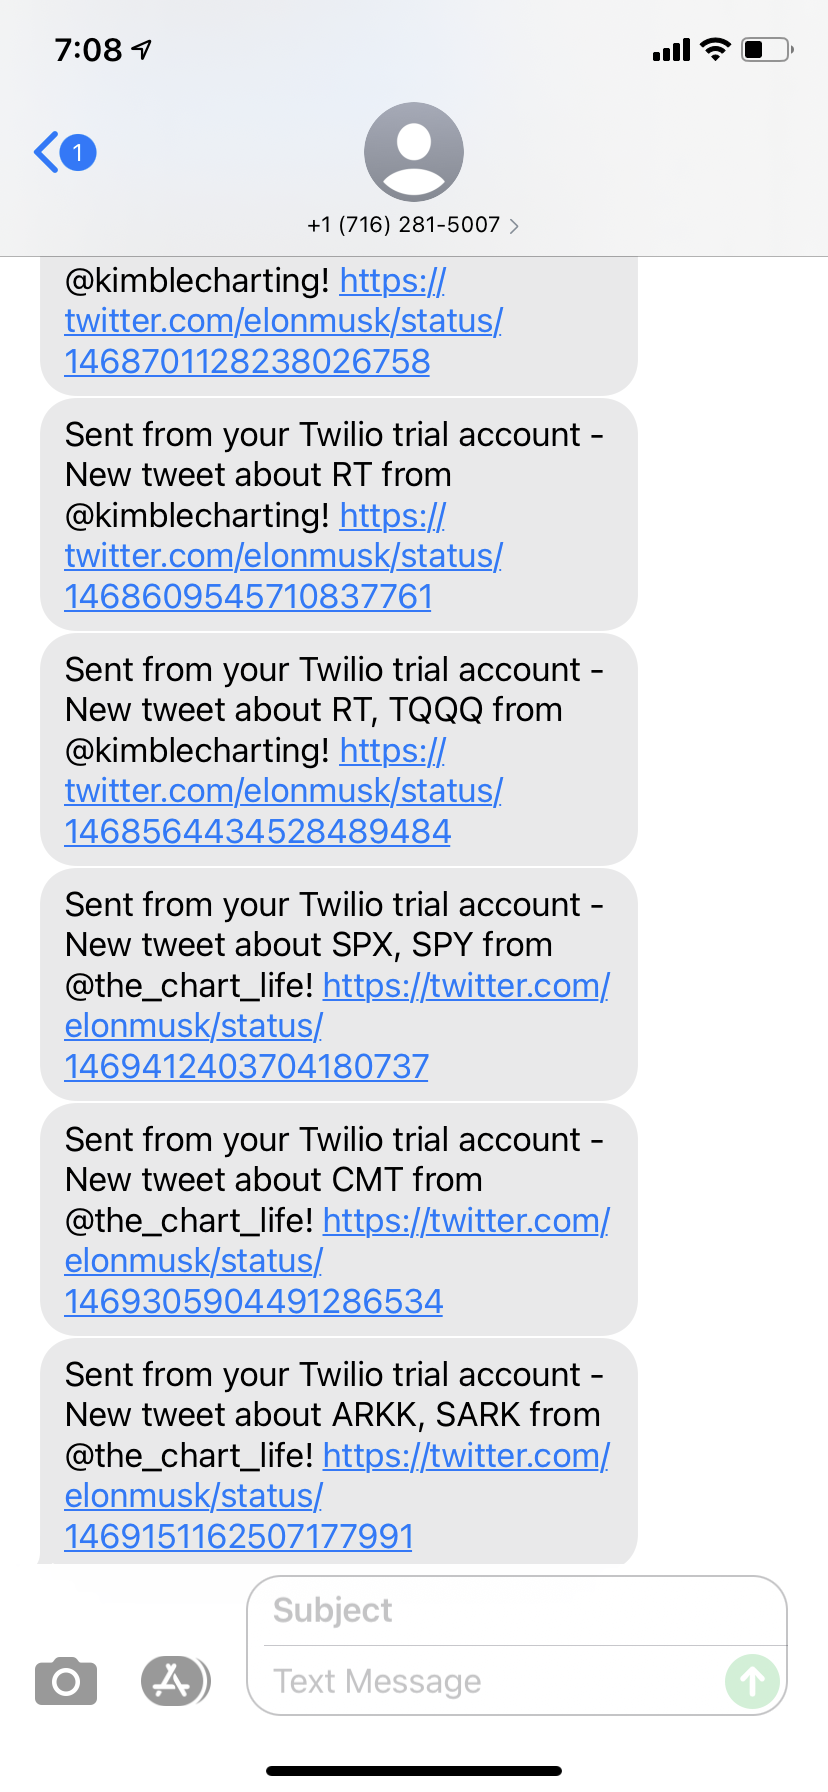 7:08
1
+1 (716) 281-5007
@kimblecharting! https://
twitter.com/elonmusk/status/
1468701128238026758
Sent from your Twilio trial account -
New tweet about RT from
@kimblecharting! https://
twitter.com/elonmusk/status/
1468609545710837761
Sent from your Twilio trial account -
New tweet about RT, TQQQ from
@kimblecharting! https://
twitter.com/elonmusk/status/
1468564434528489484
Sent from your Twilio trial account -
New tweet about SPX, SPY from
@the_chart_life! https://twitter.com/
elonmusk/status/
1469412403704180737
Sent from your Twilio trial account -
New tweet about CMT from
@the_chart_life! https://twitter.com/
elonmusk/status/
1469305904491286534
Sent from your Twilio trial account -
New tweet about ARKK, SARK from
@the_chart_life! https://twitter.com/
elonmusk/status/
1469151162507177991
Subject
Text Message